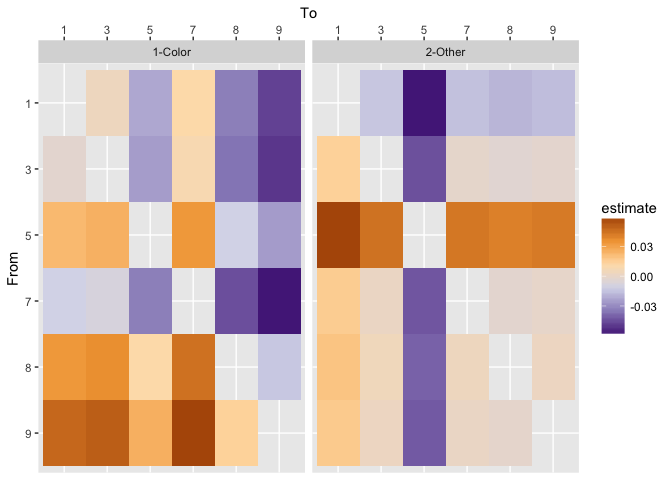 To
1 3 5 7 8 9 1 3 5 7 8 9
1-Color 2-Other
1
3
5
7
8
9
From
estimate
0.03
0.00
-0.03